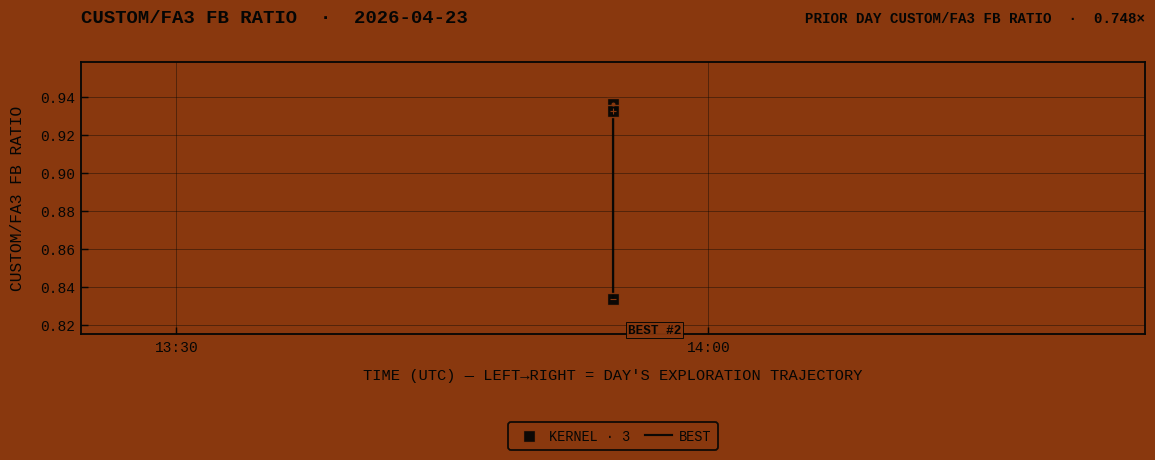 CUSTOM/FA3 FB RATIO · 2026-04-23
PRIOR DAY CUSTOM/FA3 FB RATIO · 0.748×
CUSTOM/FA3 FB RATIO
0.94
0.92
0.90
0.88
0.86
0.84
0.82
BEST #2
13:30
14:00
TIME (UTC) — LEFT→RIGHT = DAY'S EXPLORATION TRAJECTORY
KERNEL · 3
BEST